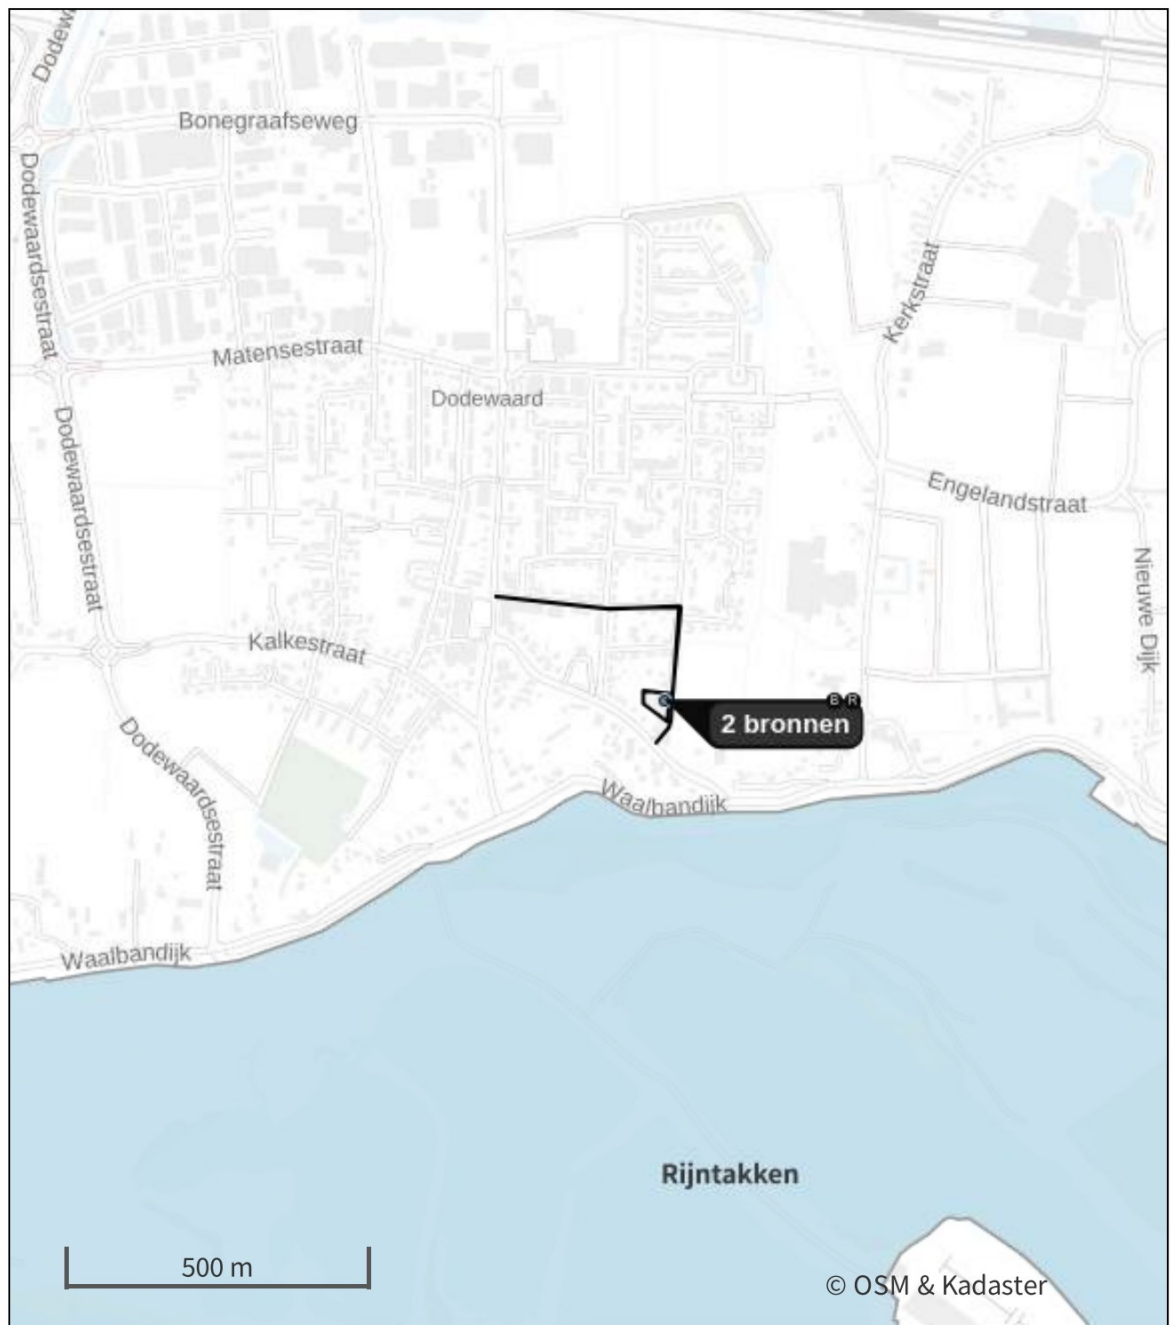 Dodew
Bonegraafseweg
Dodewaardsestraat
Kerkstraat
Matensestraat
Dodewaard
Dodewaardsestraat
Engelandstraat
Nieuwe Dijk
Kalkestraat
B R
2 bronnen
Dodewaardsestraat
Waalbandijk
Waalbandijk
Rijntakken
500 m
© OSM & Kadaster